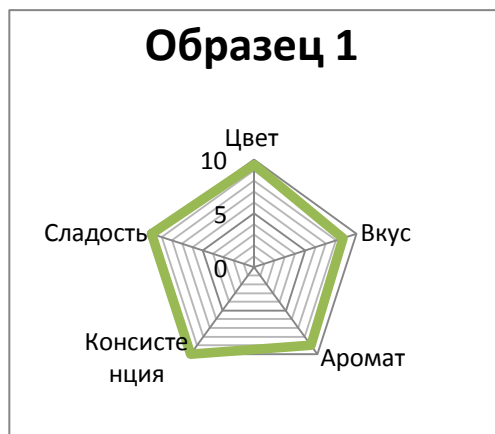 Образец 1
Цвет
10
5
0
Вкус
Сладость
Консисте
нция
Аромат